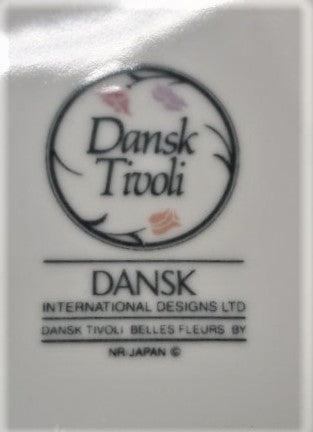 Dansk
Tivoli
DANSK
INTERNATIONAL DESIGNS LTD
DANSK TIVOLI BELLES FLEURS BY
NR JAPAN ©